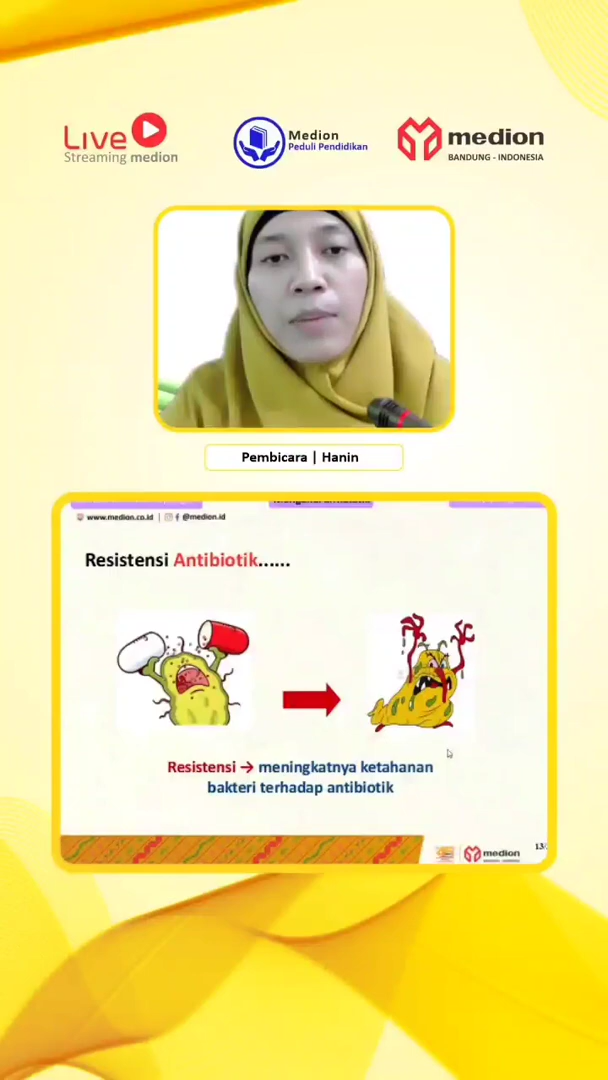 LIVE
Streaming medion
Medion
Peduli Pendidikan
medion
BANDUNG - INDONESIA
Pembicara | Hanin
www.medion.co.id | @medion.id
Resistensi Antibiotik......
Resistensi → meningkatnya ketahanan
bakteri terhadap antibiotik
medion